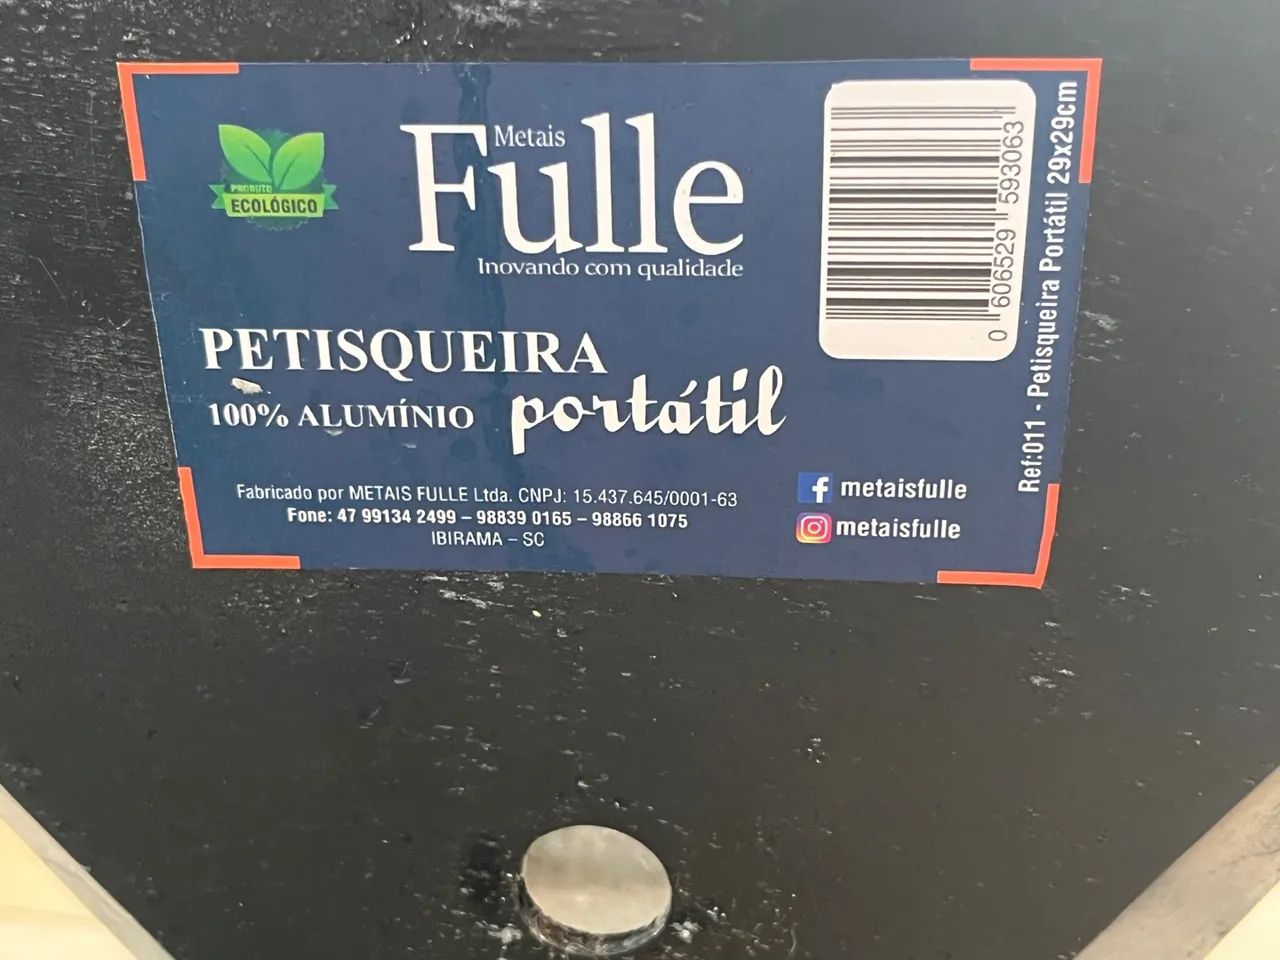 PRODUTO
ECOLÓGICO
Metais
Fulle
Inovando com qualidade
PETISQUEIRA
100% ALUMÍNIO portátil
Fabricado por METAIS FULLE Ltda. CNPJ: 15.437.645/0001-63
Fone: 47 99134 2499 – 98839 0165 – 98866 1075
IBIRAMA – SC
metaisfulle
metaisfulle
0 606529 593063
Ref:011 - Petisqueira Portátil 29x29cm